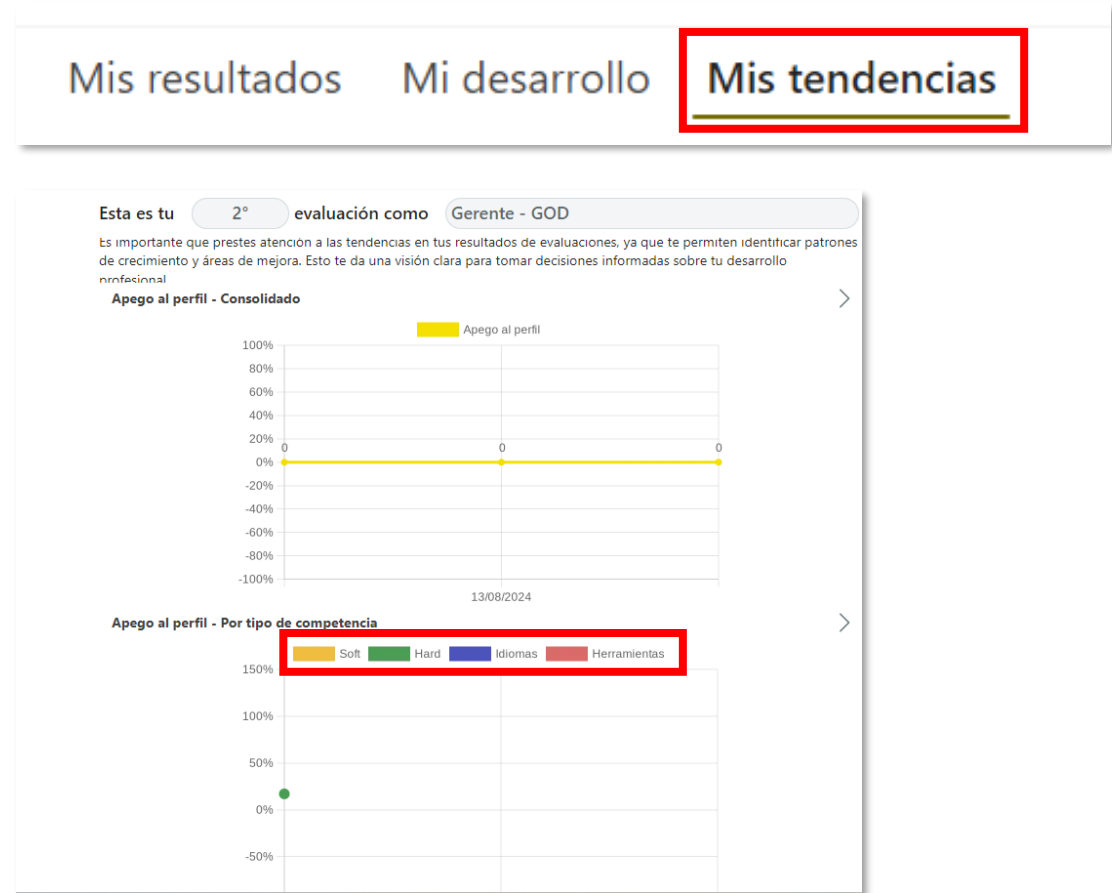 Mis resultados Mi desarrollo Mis tendencias
Esta es tu 2° evaluación como Gerente - GOD
Es importante que prestes atención a las tendencias en tus resultados de evaluaciones, ya que te permiten identificar patrones
de crecimiento y áreas de mejora. Esto te da una visión clara para tomar decisiones informadas sobre tu desarrollo
profesional
Apego al perfil - Consolidado
Apego al perfil
100%
80%
60%
40%
20%
0 0 0
0%
-20%
-40%
-60%
-80%
-100%
13/08/2024
Apego al perfil - Por tipo de competencia
Soft Hard Idiomas Herramientas
150%
100%
50%
0%
-50%